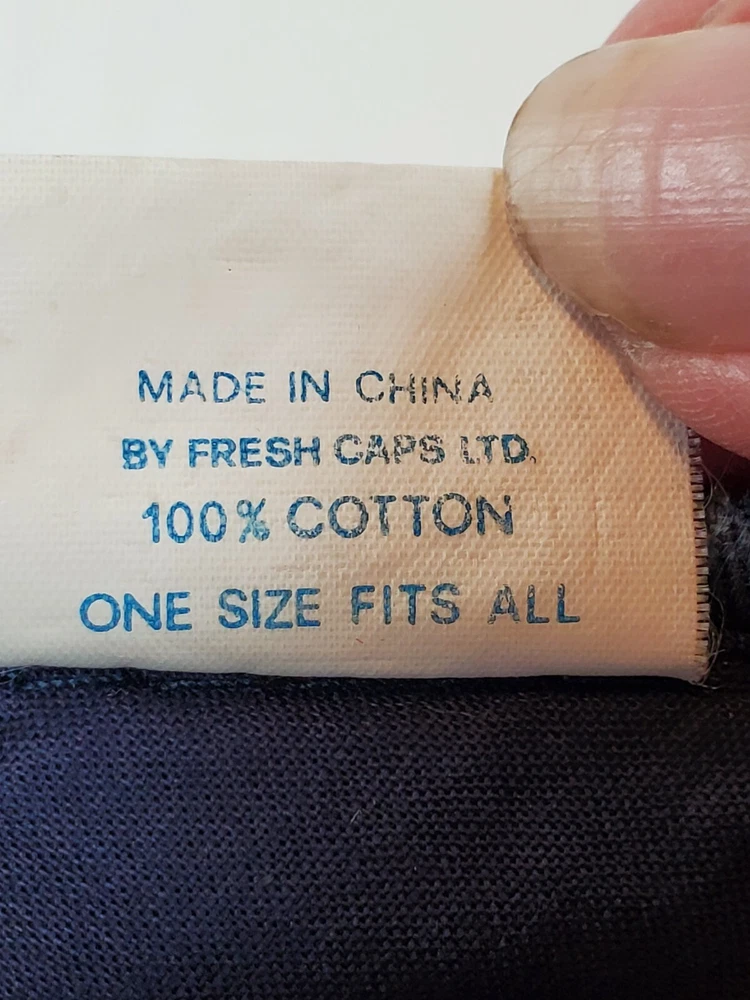 MADE IN CHINA
BY FRESH CAPS LTD.
100% COTTON
ONE SIZE FITS ALL